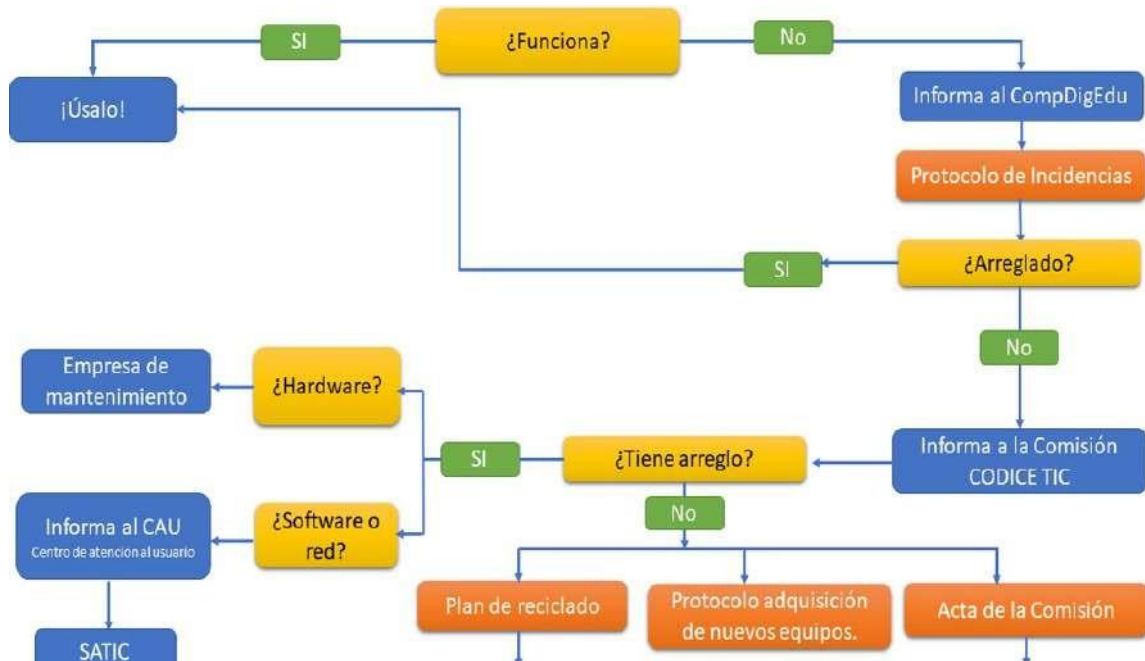 SI
¿Funciona?
No
¡Úsalo!
Informa al CompDigEdu
Protocolo de Incidencias
SI
¿Arreglado?
No
Empresa de
mantenimiento
¿Hardware?
SI
¿Tiene arreglo?
Informa a la Comisión
CODICE TIC
No
Informa al CAU
Centro de atención al usuario
¿Software o
red?
Plan de reciclado
Protocolo adquisición
de nuevos equipos.
Acta de la Comisión
SATIC